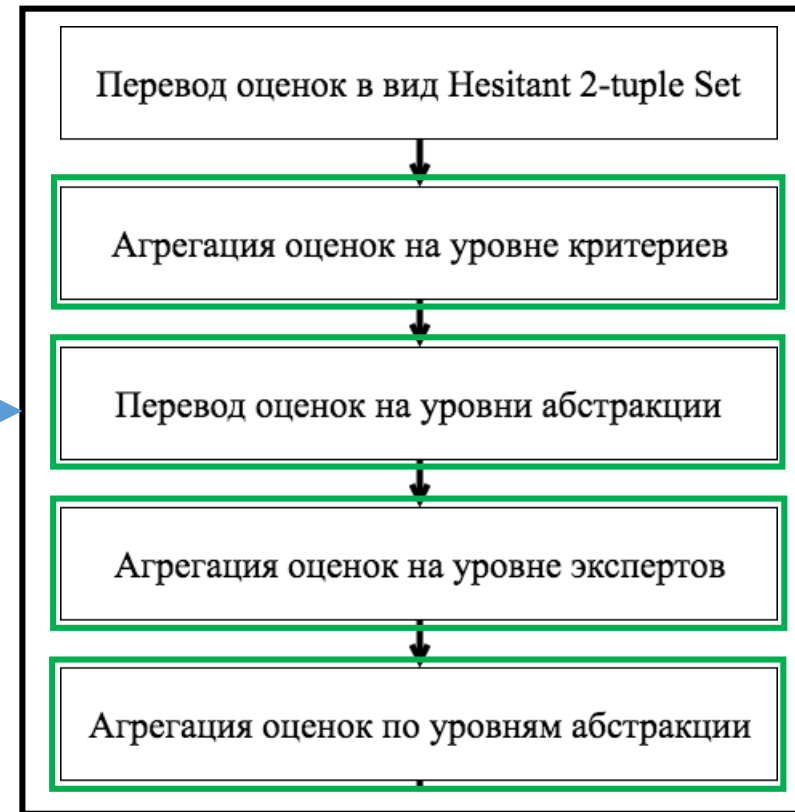 Перевод оценок в вид Hesitant 2-tuple Set
Агрегация оценок на уровне критериев
Перевод оценок на уровни абстракции
Агрегация оценок на уровне экспертов
Агрегация оценок по уровням абстракции